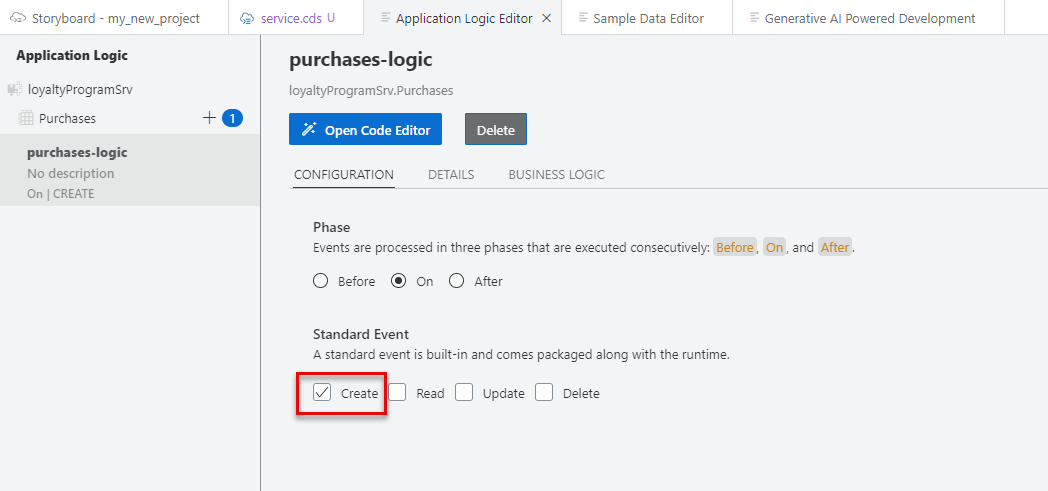 Storyboard - my_new_project
service.cds U
Application Logic Editor
Sample Data Editor
Generative AI Powered Development
Application Logic
loyaltyProgramSrv
Purchases
1
purchases-logic
No description
On | CREATE
purchases-logic
loyaltyProgramSrv.Purchases
Open Code Editor
Delete
CONFIGURATION
DETAILS
BUSINESS LOGIC
Phase
Events are processed in three phases that are executed consecutively: Before, On, and After.
Before
On
After
Standard Event
A standard event is built-in and comes packaged along with the runtime.
Create
Read
Update
Delete